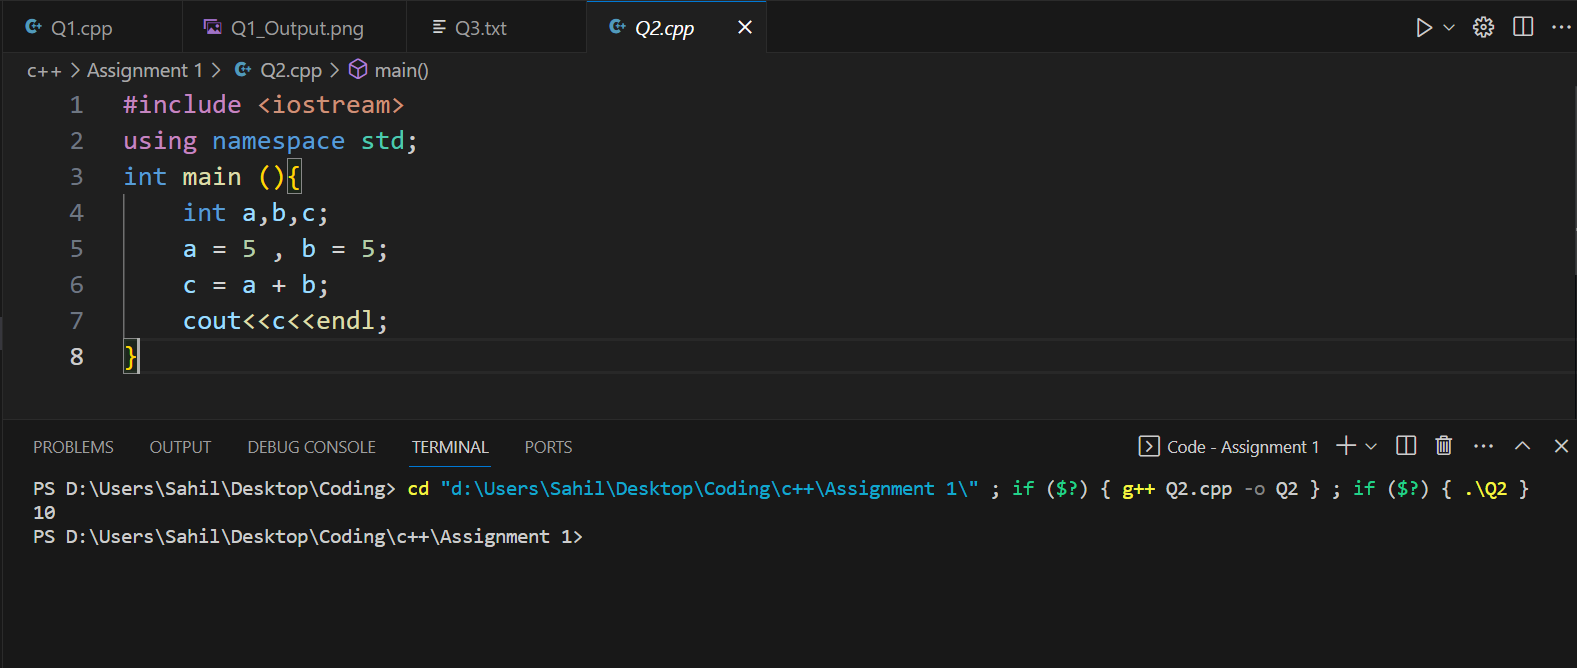 Q1.cpp Q1_Output.png Q3.txt Q2.cpp
c++ > Assignment 1 > Q2.cpp > main()
1 #include <iostream>
2 using namespace std;
3 int main (){
4     int a,b,c;
5     a = 5 , b = 5;
6     c = a + b;
7     cout<<c<<endl;
8 }
PROBLEMS OUTPUT DEBUG CONSOLE TERMINAL PORTS Code - Assignment 1
PS D:\Users\Sahil\Desktop\Coding> cd "d:\Users\Sahil\Desktop\Coding\c++\Assignment 1\" ; if ($?) { g++ Q2.cpp -o Q2 } ; if ($?) { .\Q2 }
10
PS D:\Users\Sahil\Desktop\Coding\c++\Assignment 1>